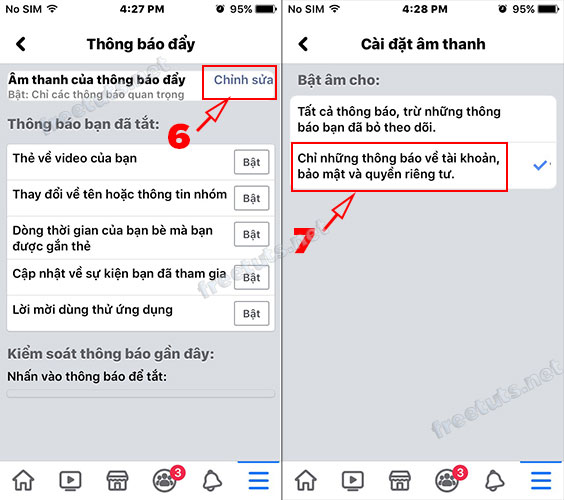 No SIM 4:27 PM 95%
Thông báo đẩy
Âm thanh của thông báo đẩy Chỉnh sửa
Bật: Chỉ các thông báo quan trọng
6
Thông báo bạn đã tắt:
Thẻ về video của bạn Bật
Thay đổi về tên hoặc thông tin nhóm Bật
Dòng thời gian của bạn bè mà bạn
được gắn thẻ Bật
Cập nhật về sự kiện bạn đã tham gia Bật
Lời mời dùng thử ứng dụng Bật
Kiểm soát thông báo gần đây:
Nhấn vào thông báo để tắt:
3
No SIM 4:28 PM 95%
Cài đặt âm thanh
Bật âm cho:
Tất cả thông báo, trừ những thông
báo bạn đã bỏ theo dõi.
Chỉ những thông báo về tài khoản,
bảo mật và quyền riêng tư.
7
3
freetuts.net
freetuts.net
freetuts.net